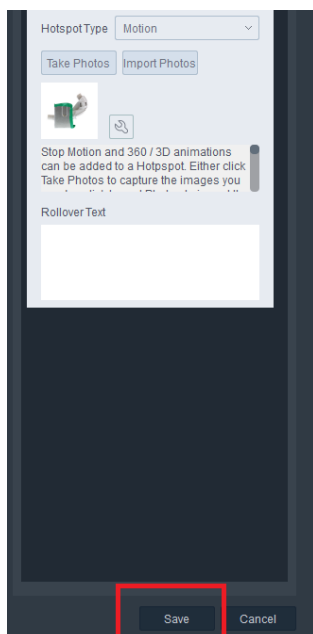 Hotspot Type Motion
Take Photos Import Photos
Stop Motion and 360 / 3D animations
can be added to a Hotpspot. Either click
Take Photos to capture the images you
Rollover Text
Save Cancel